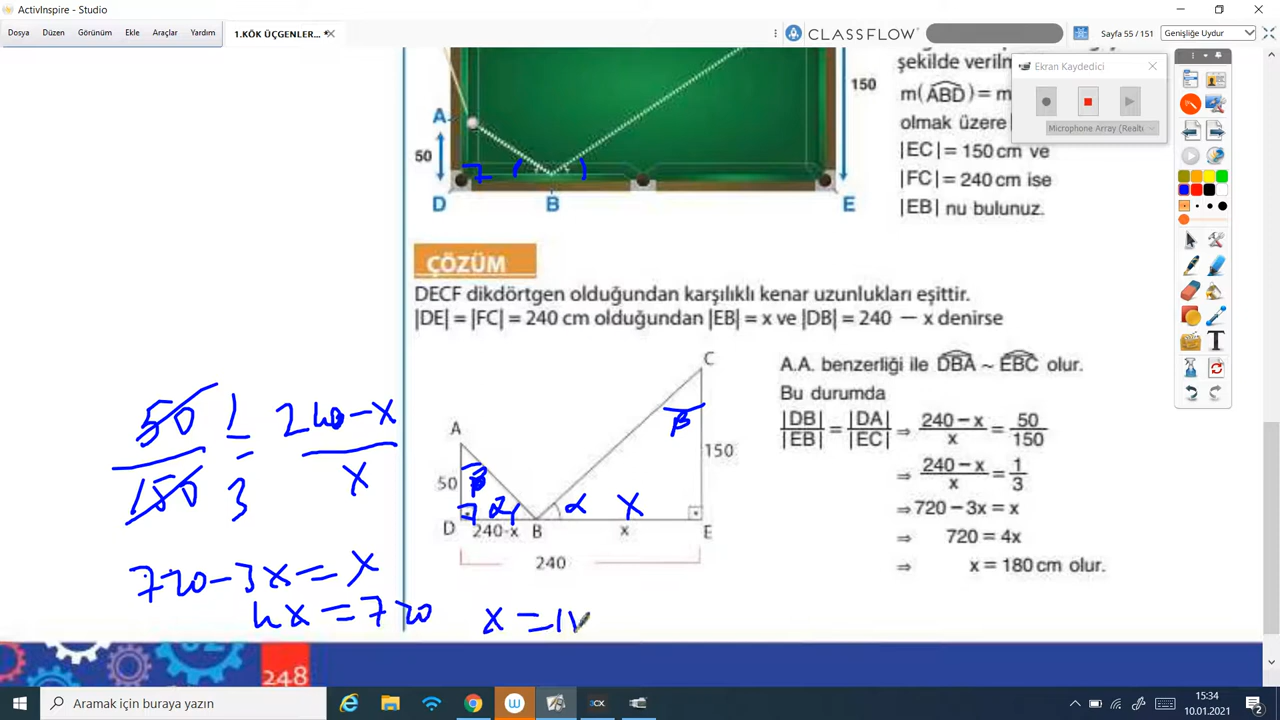 ActivInspire - Studio
Dosya Düzen Görünüm Ekle Araçlar Yardım
1.KÖK ÜÇGENLER...
CLASSFLOW
Sayfa 55 / 151
Genişliğe Uydur
Ekran Kaydedici
Microphone Array (Realt
şekilde verilm
m(ABD) = m
olmak üzere
|EC| = 150 cm ve
|FC| = 240 cm ise
|EB| nu bulunuz.
150
A
50
7
D
B
E
ÇÖZÜM
DECF dikdörtgen olduğundan karşılıklı kenar uzunlukları eşittir.
|DE| = |FC| = 240 cm olduğundan |EB| = x ve |DB| = 240 − x denirse
A.A. benzerliği ile DBA ~ EBC olur.
Bu durumda
|DB| / |EB| = |DA| / |EC| ⇒ 240 − x / x = 50 / 150
⇒ 240 − x / x = 1 / 3
⇒ 720 − 3x = x
⇒ 720 = 4x
⇒ x = 180 cm olur.
C
β
A
150
β
50
α α x
D 240-x B x E
240
50 / 150 1 / 3 = 240-x / x
720-3x=x
4x=720 x=1
248
Aramak için buraya yazın
15:34
10.01.2021
2